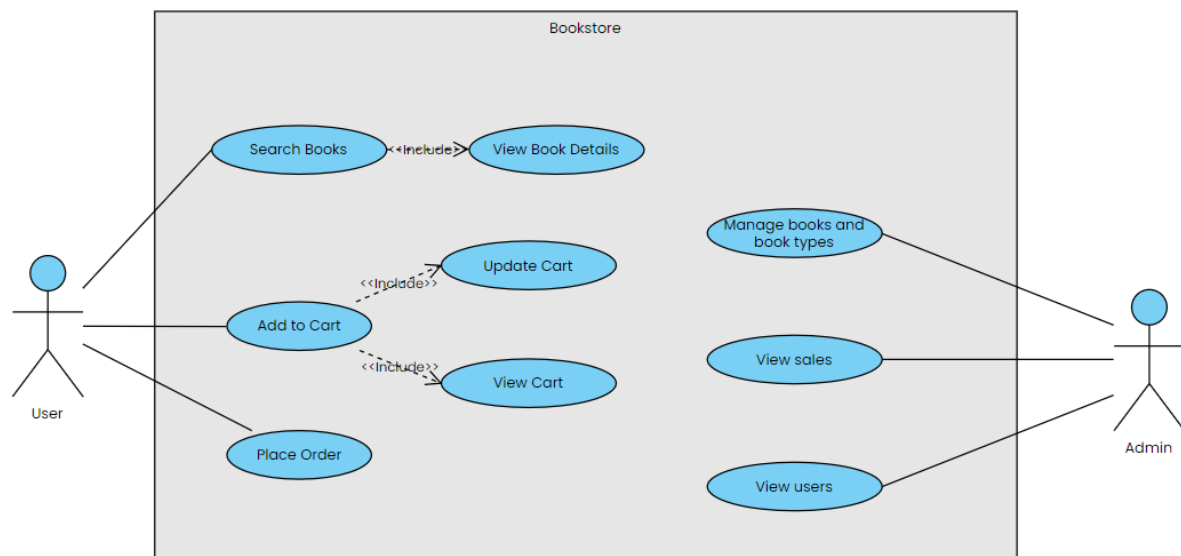 Bookstore
Search Books
<<Include>>
View Book Details
Manage books and
book types
Update Cart
<<Include>>
Add to Cart
View sales
<<Include>>
View Cart
User
Place Order
Admin
View users